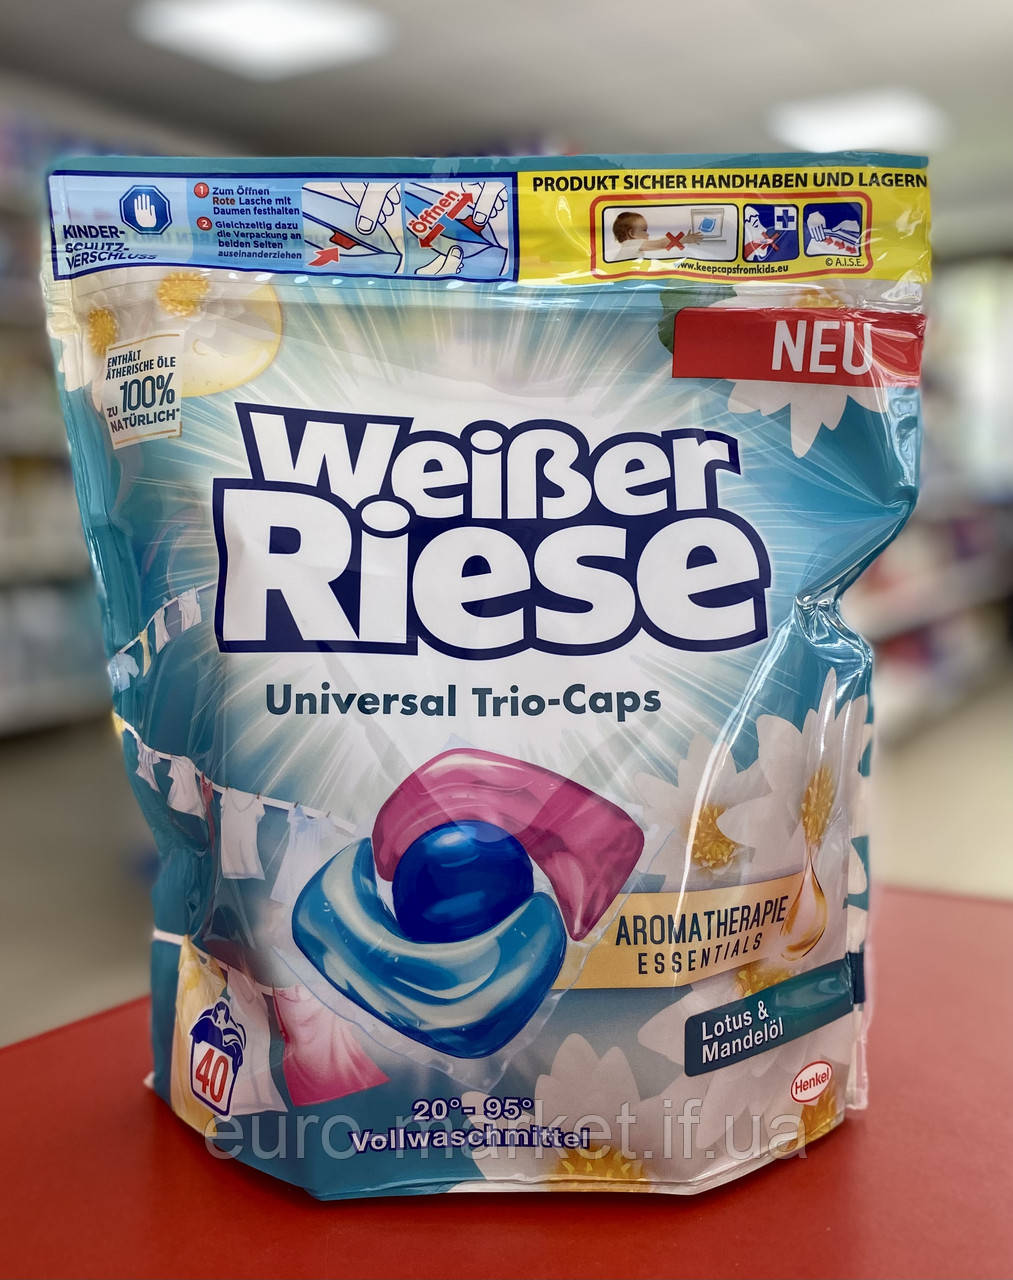 KINDER-
SCHUTZ-
VERSCHLUSS
1 Zum Öffnen
Rote Lasche mit
Daumen festhalten
2 Gleichzeitig dazu
die Verpackung an
beiden Seiten
auseinanderziehen
Öffnen
PRODUKT SICHER HANDHABEN UND LAGERN
www.keepcapsfromkids.eu
© A.I.S.E.
NEU
ENTHÄLT
ÄTHERISCHE ÖLE
ZU 100%
NATÜRLICH*
Weißer
Riese
Universal Trio-Caps
AROMATHERAPIE
ESSENTIALS
Lotus &
Mandelöl
40
Henkel
20°- 95°
Vollwaschmittel
euro-market.if.ua